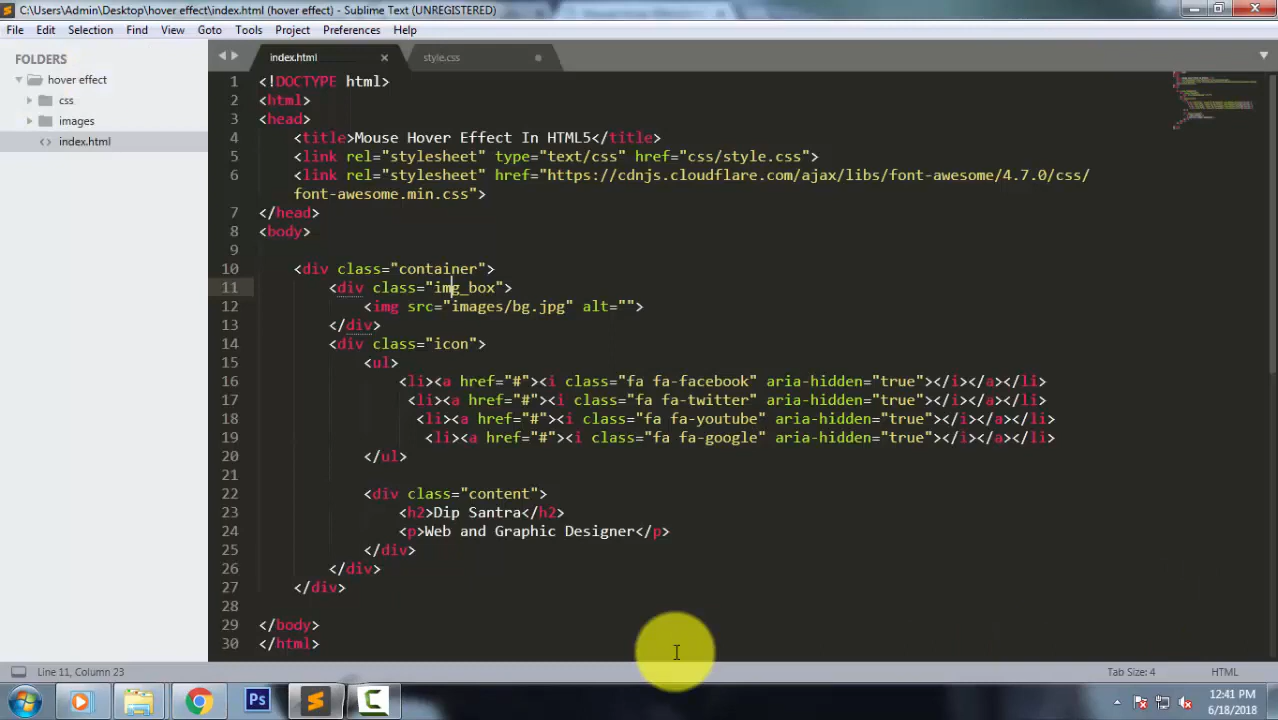 C:\Users\Admin\Desktop\hover effect\index.html (hover effect) - Sublime Text (UNREGISTERED)
File Edit Selection Find View Goto Tools Project Preferences Help
FOLDERS
hover effect
css
images
index.html
index.html style.css
1 <!DOCTYPE html>
2 <html>
3 <head>
4 <title>Mouse Hover Effect In HTML5</title>
5 <link rel="stylesheet" type="text/css" href="css/style.css">
6 <link rel="stylesheet" href="https://cdnjs.cloudflare.com/ajax/libs/font-awesome/4.7.0/css/
font-awesome.min.css">
7 </head>
8 <body>
9
10 <div class="container">
11 <div class="img_box">
12 <img src="images/bg.jpg" alt="">
13 </div>
14 <div class="icon">
15 <ul>
16 <li><a href="#"><i class="fa fa-facebook" aria-hidden="true"></i></a></li>
17 <li><a href="#"><i class="fa fa-twitter" aria-hidden="true"></i></a></li>
18 <li><a href="#"><i class="fa fa-youtube" aria-hidden="true"></i></a></li>
19 <li><a href="#"><i class="fa fa-google" aria-hidden="true"></i></a></li>
20 </ul>
21
22 <div class="content">
23 <h2>Dip Santra</h2>
24 <p>Web and Graphic Designer</p>
25 </div>
26 </div>
27 </div>
28
29 </body>
30 </html>
Line 11, Column 23 Tab Size: 4 HTML
Ps
12:41 PM
6/18/2018